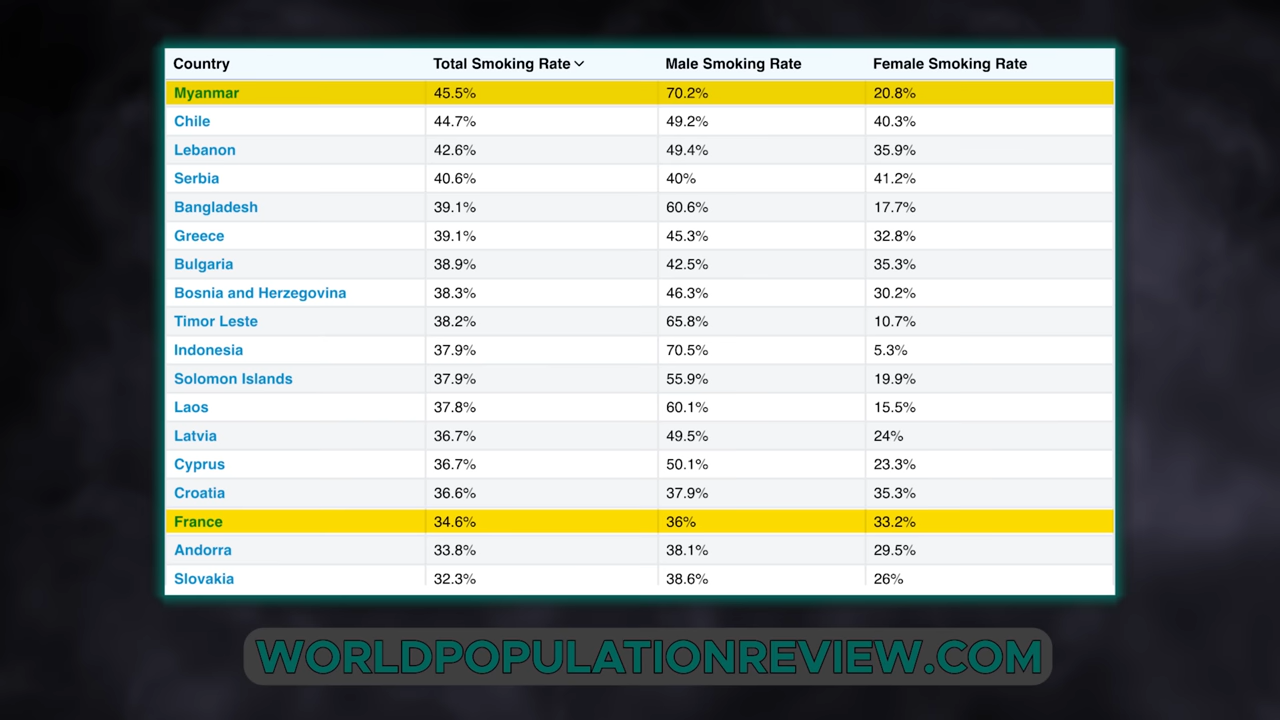 Country Total Smoking Rate Male Smoking Rate Female Smoking Rate
Myanmar 45.5% 70.2% 20.8%
Chile 44.7% 49.2% 40.3%
Lebanon 42.6% 49.4% 35.9%
Serbia 40.6% 40% 41.2%
Bangladesh 39.1% 60.6% 17.7%
Greece 39.1% 45.3% 32.8%
Bulgaria 38.9% 42.5% 35.3%
Bosnia and Herzegovina 38.3% 46.3% 30.2%
Timor Leste 38.2% 65.8% 10.7%
Indonesia 37.9% 70.5% 5.3%
Solomon Islands 37.9% 55.9% 19.9%
Laos 37.8% 60.1% 15.5%
Latvia 36.7% 49.5% 24%
Cyprus 36.7% 50.1% 23.3%
Croatia 36.6% 37.9% 35.3%
France 34.6% 36% 33.2%
Andorra 33.8% 38.1% 29.5%
Slovakia 32.3% 38.6% 26%
WORLDPOPULATIONREVIEW.COM